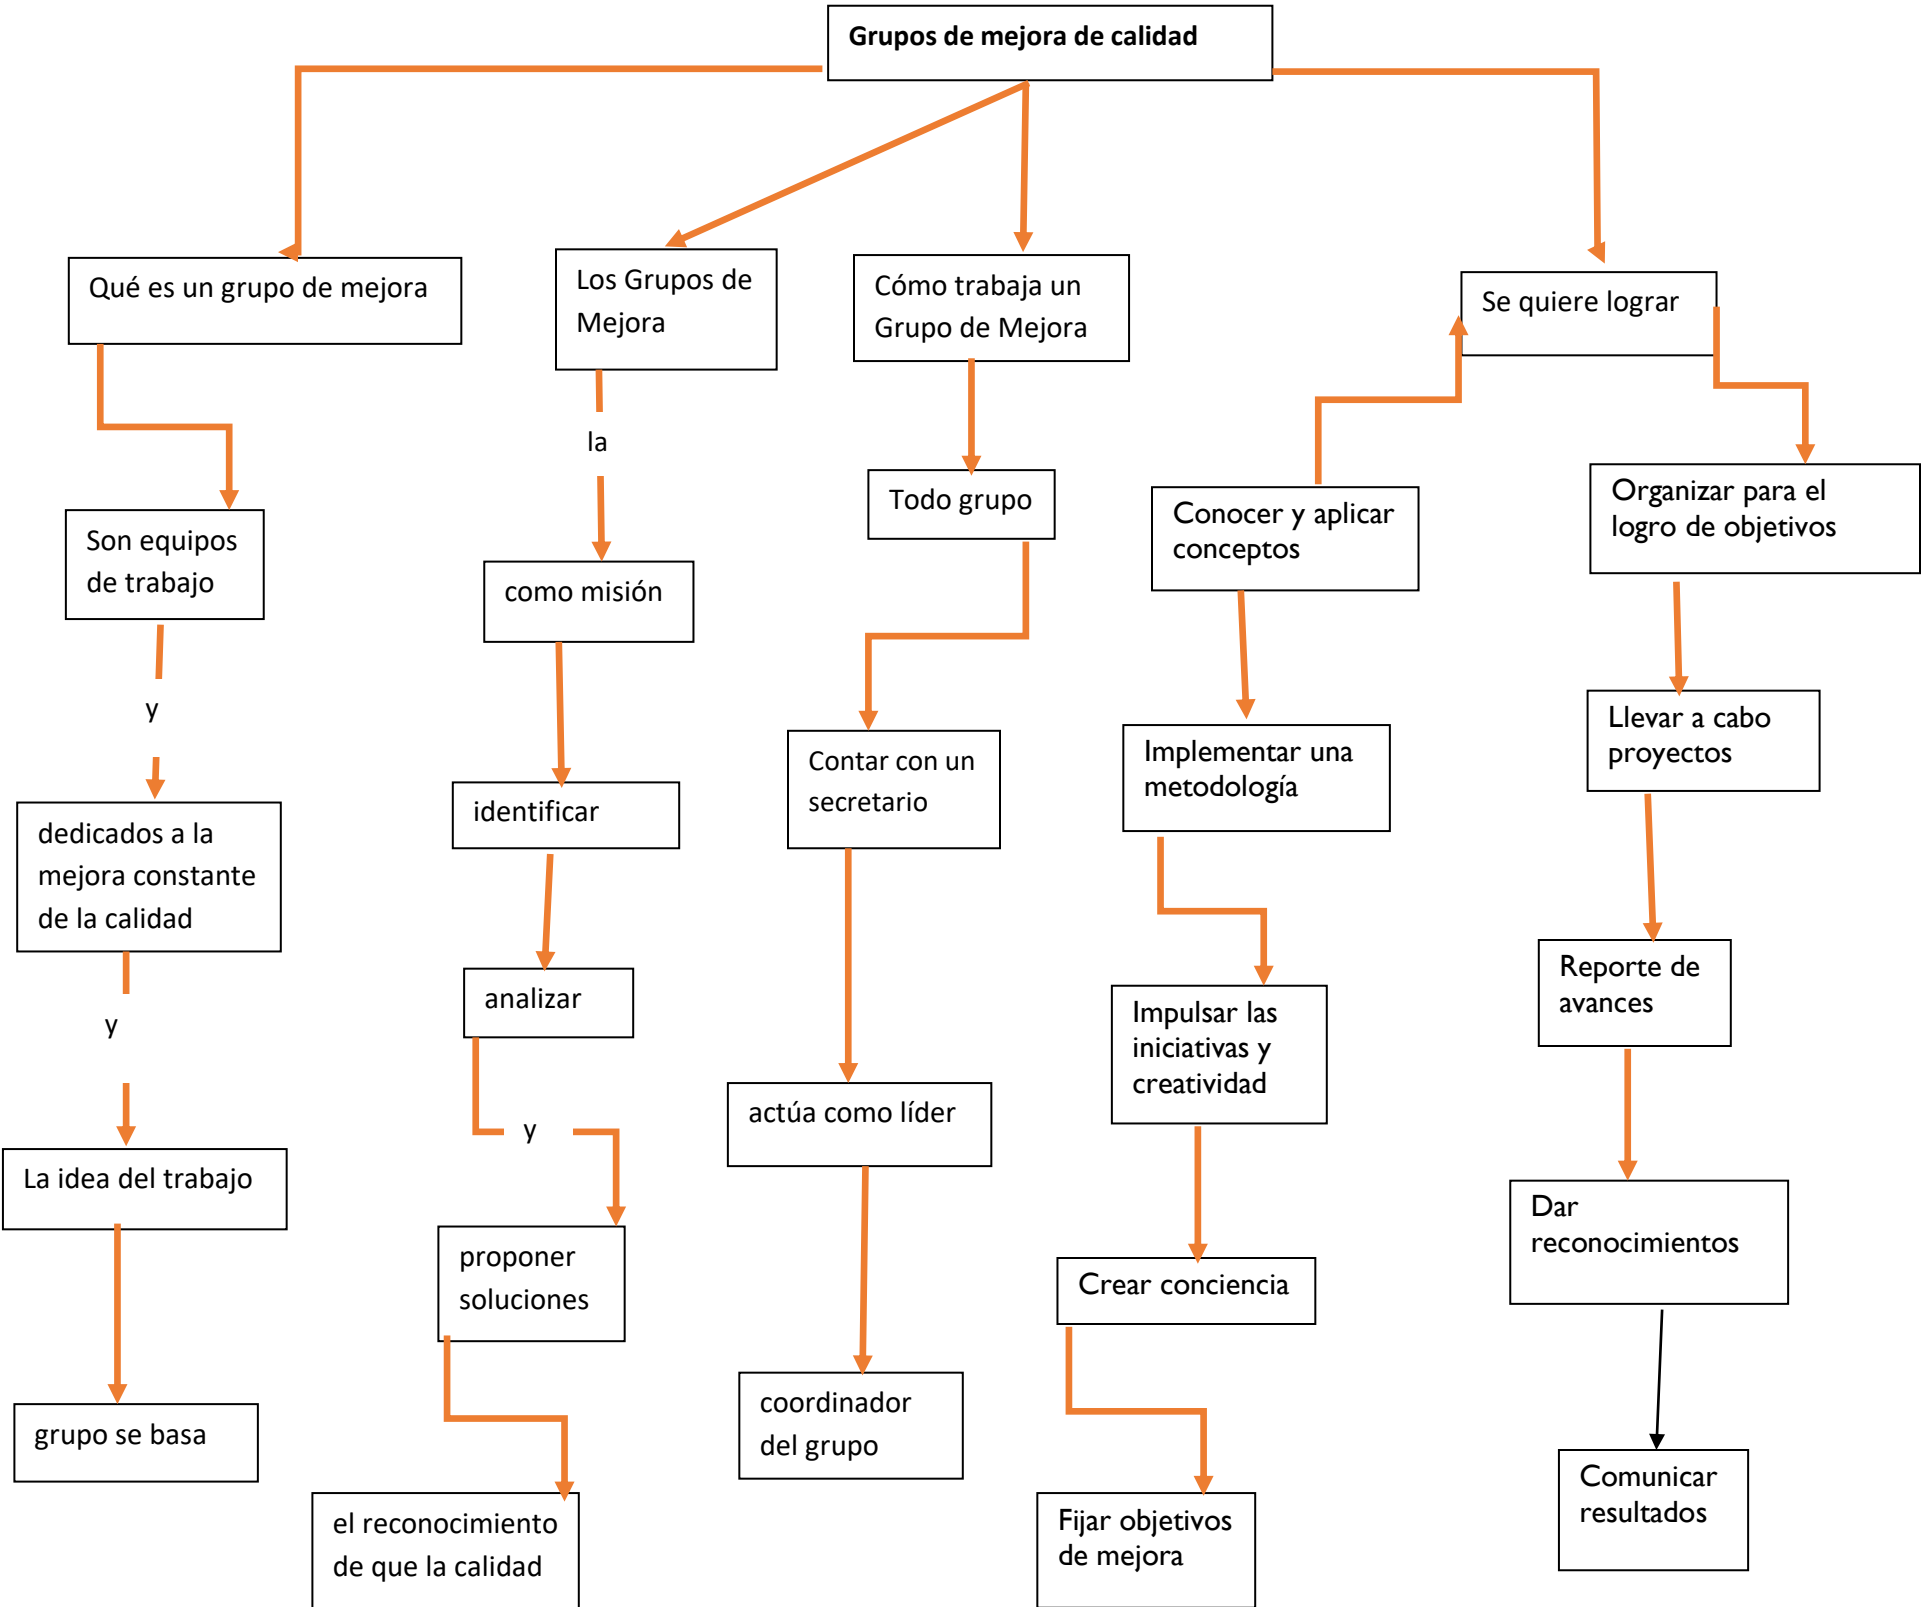 Grupos de mejora de calidad
Qué es un grupo de mejora
Son equipos
de trabajo
y
dedicados a la
mejora constante
de la calidad
y
La idea del trabajo
grupo se basa
Los Grupos de
Mejora
la
como misión
identificar
analizar
y
proponer
soluciones
el reconocimiento
de que la calidad
Cómo trabaja un
Grupo de Mejora
Todo grupo
Contar con un
secretario
actúa como líder
coordinador
del grupo
Se quiere lograr
Conocer y aplicar
conceptos
Implementar una
metodología
Impulsar las
iniciativas y
creatividad
Crear conciencia
Fijar objetivos
de mejora
Organizar para el
logro de objetivos
Llevar a cabo
proyectos
Reporte de
avances
Dar
reconocimientos
Comunicar
resultados